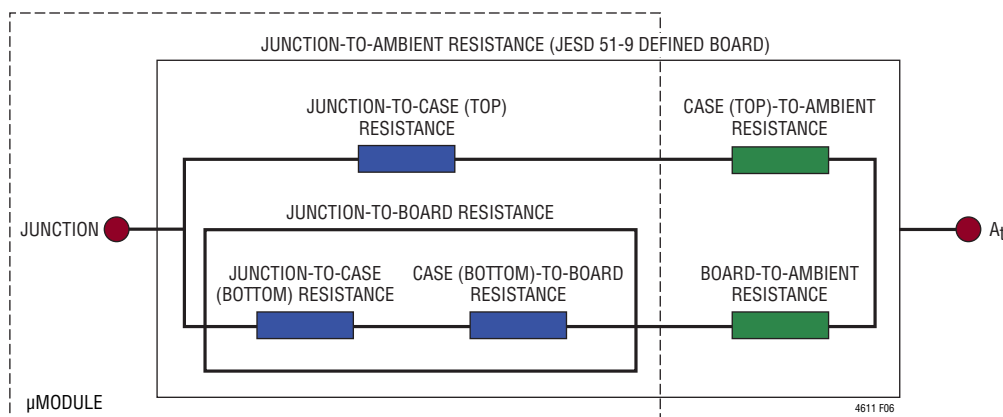 JUNCTION-TO-AMBIENT RESISTANCE (JESD 51-9 DEFINED BOARD)
JUNCTION-TO-CASE (TOP)
RESISTANCE
CASE (TOP)-TO-AMBIENT
RESISTANCE
JUNCTION
JUNCTION-TO-BOARD RESISTANCE
At
JUNCTION-TO-CASE
(BOTTOM) RESISTANCE
CASE (BOTTOM)-TO-BOARD
RESISTANCE
BOARD-TO-AMBIENT
RESISTANCE
µMODULE
4611 F06